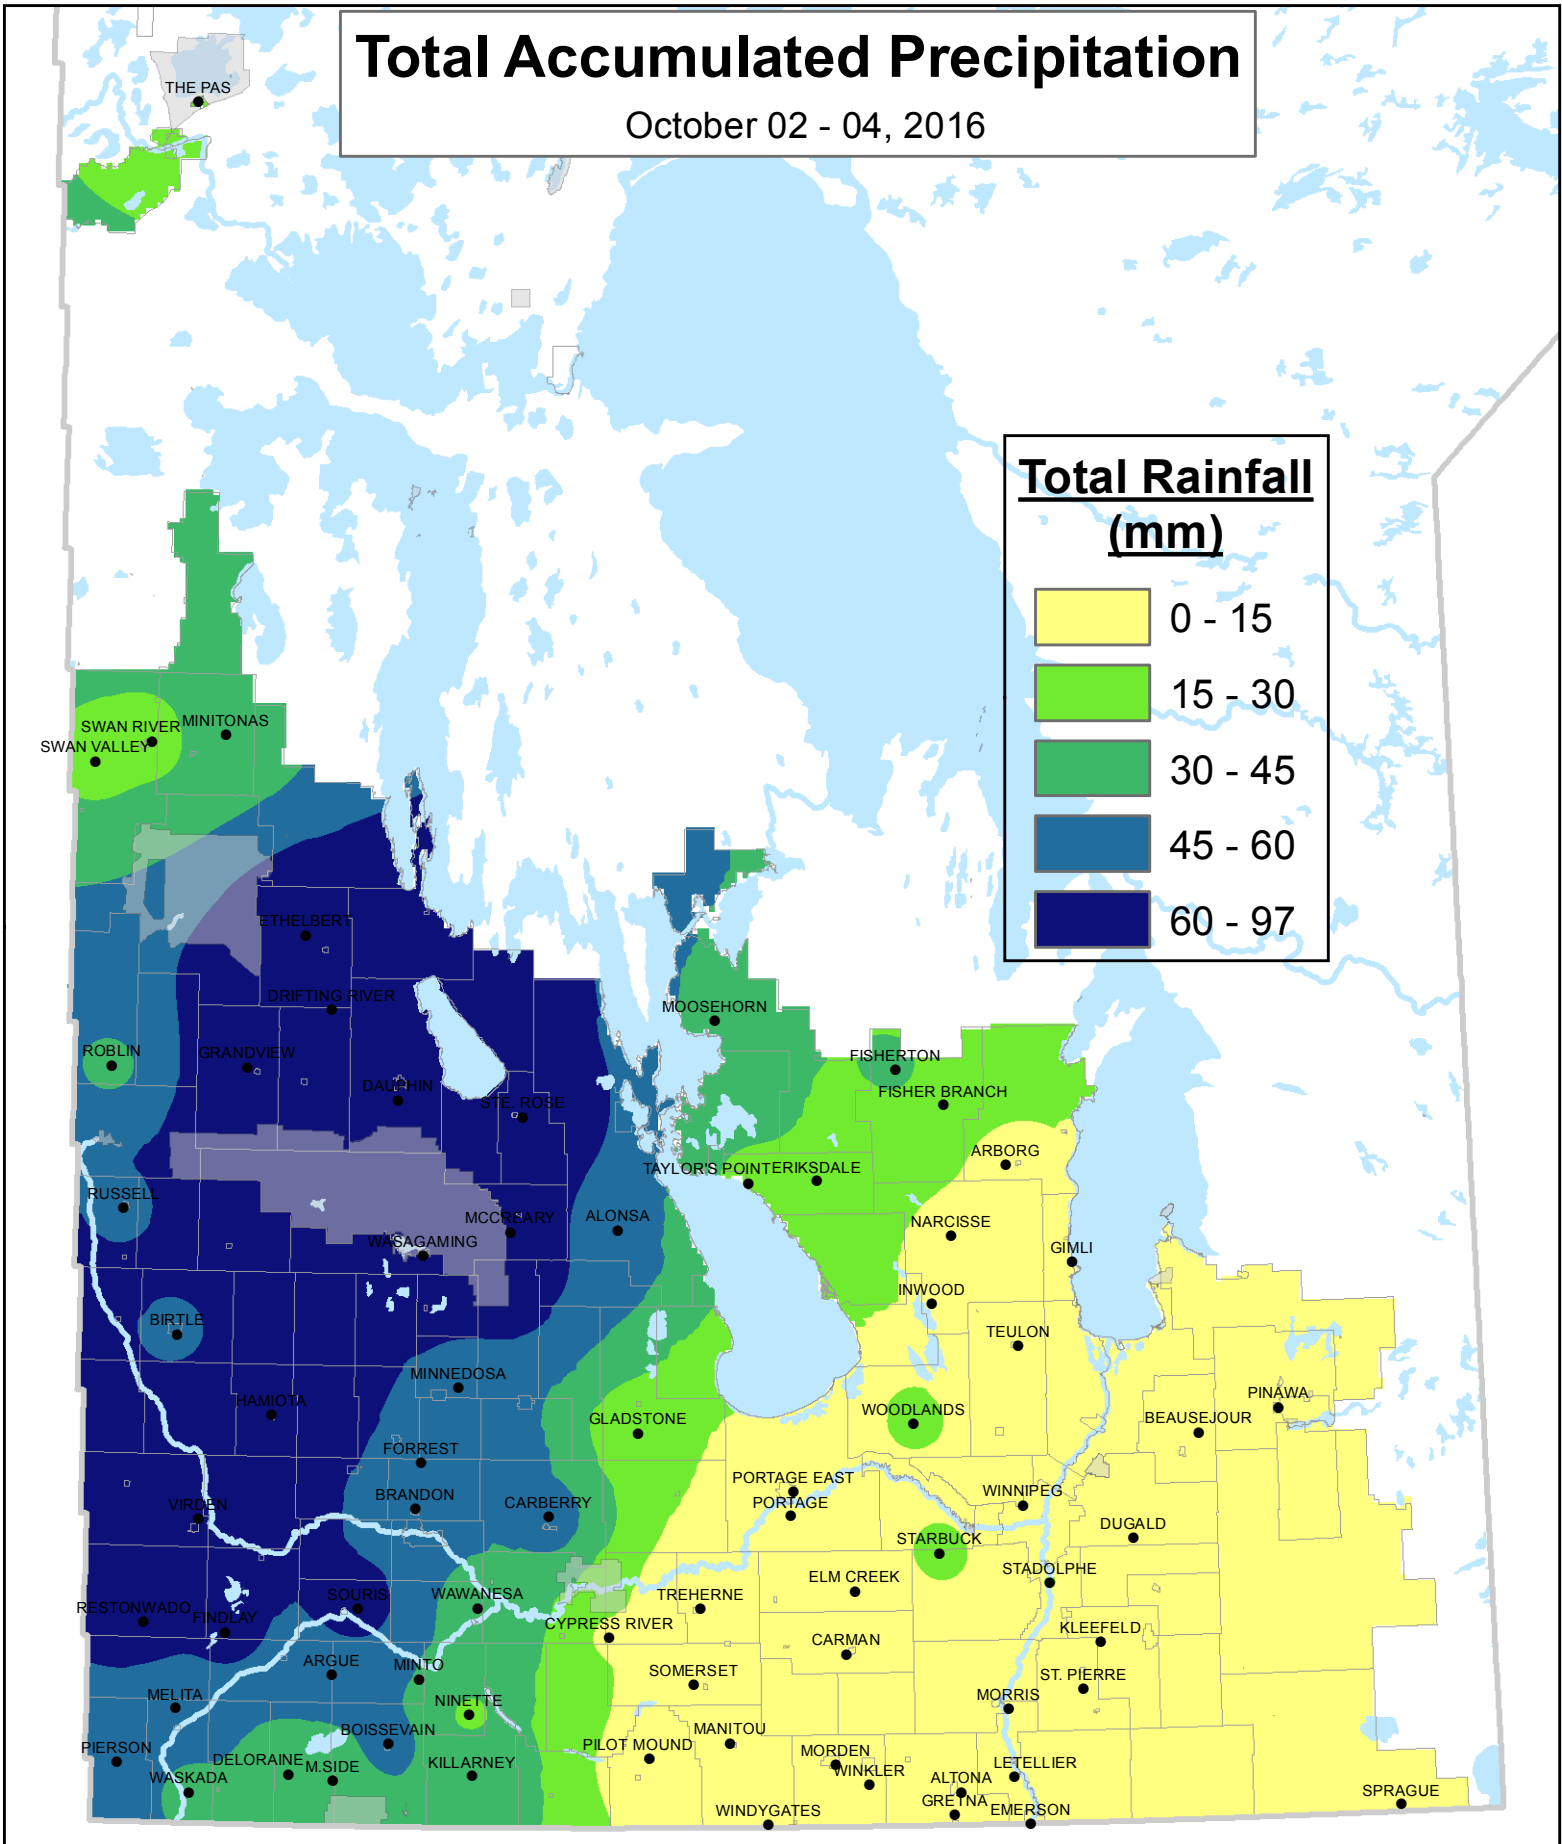 Total Accumulated Precipitation
October 02 - 04, 2016
THE PAS
Total Rainfall
(mm)
0 - 15
15 - 30
30 - 45
45 - 60
60 - 97
SWAN RIVER
MINITONAS
SWAN VALLEY
ETHELBERT
DRIFTING RIVER
MOOSEHORN
ROBLIN
GRANDVIEW
FISHERTON
DAUPHIN
STE. ROSE
FISHER BRANCH
ARBORG
TAYLOR'S POINT
ERIKSDALE
RUSSELL
MCCREARY
ALONSA
NARCISSE
WASAGAMING
GIMLI
INWOOD
BIRTLE
TEULON
MINNEDOSA
HAMIOTA
GLADSTONE
WOODLANDS
PINAWA
BEAUSEJOUR
FORREST
PORTAGE EAST
BRANDON
CARBERRY
PORTAGE
WINNIPEG
VIRDEN
STARBUCK
DUGALD
ELM CREEK
STADOLPHE
SOURIS
WAWANESA
TREHERNE
RESTONWADO
FINDLAY
CYPRESS RIVER
KLEEFELD
CARMAN
ARGUE
MINTO
SOMERSET
ST. PIERRE
MELITA
NINETTE
MORRIS
BOISSEVAIN
MANITOU
PIERSON
PILOT MOUND
DELORAINE
M.SIDE
KILLARNEY
MORDEN
LETELLIER
WASKADA
WINKLER
ALTONA
SPRAGUE
GRETNA
WINDYGATES
EMERSON